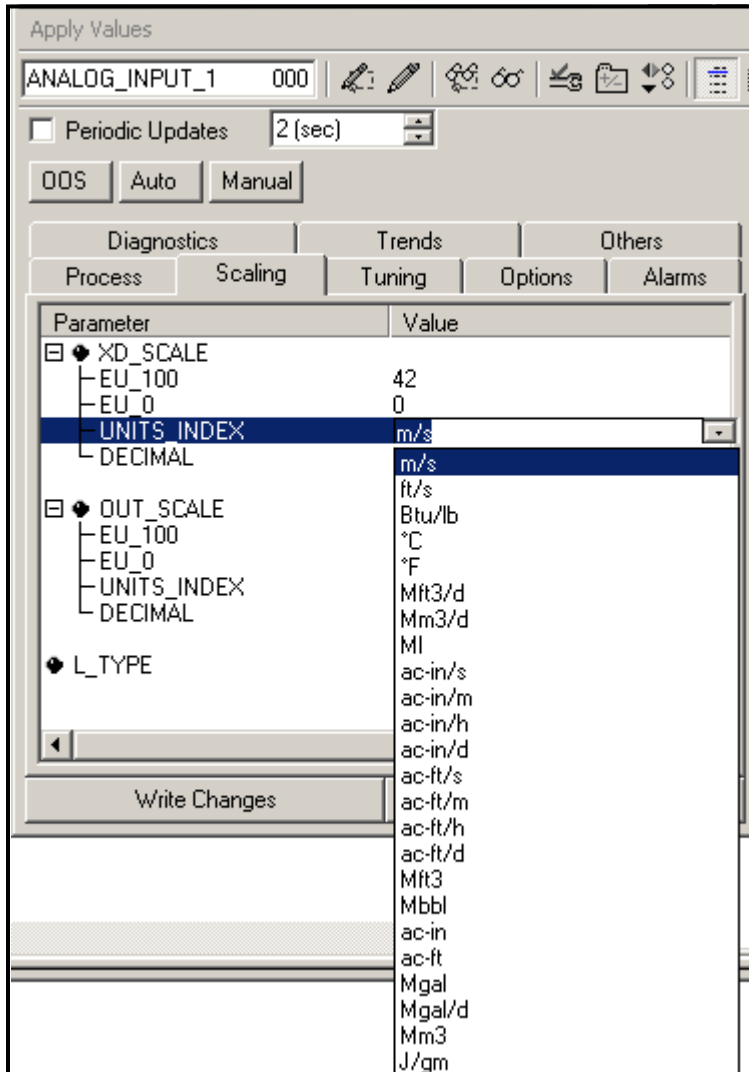 Apply Values
ANALOG_INPUT_1 000
Periodic Updates 2 (sec)
OOS Auto Manual
Diagnostics Trends Others
Process Scaling Tuning Options Alarms
Parameter Value
XD_SCALE
EU_100 42
EU_0 0
UNITS_INDEX m/s
DECIMAL m/s
ft/s
OUT_SCALE Btu/lb
EU_100 °C
EU_0 °F
UNITS_INDEX Mft3/d
DECIMAL Mm3/d
Ml
L_TYPE ac-in/s
ac-in/m
ac-in/h
ac-in/d
ac-ft/s
Write Changes ac-ft/m
ac-ft/h
ac-ft/d
Mft3
Mbbl
ac-in
ac-ft
Mgal
Mgal/d
Mm3
J/gm